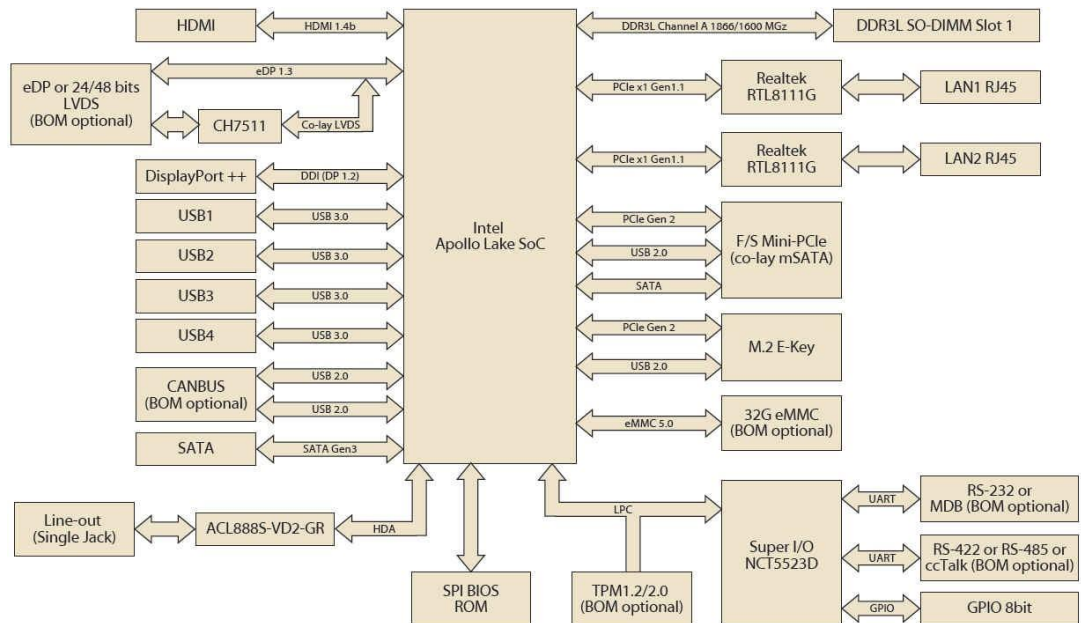 HDMI
HDMI 1.4b
eDP 1.3
eDP or 24/48 bits
LVDS
(BOM optional)
CH7511
Co-lay LVDS
DisplayPort ++
DDI (DP 1.2)
USB1
USB 3.0
USB2
USB 3.0
USB3
USB 3.0
USB4
USB 3.0
CANBUS
(BOM optional)
USB 2.0
USB 2.0
SATA
SATA Gen3
Line-out
(Single Jack)
ACL888S-VD2-GR
HDA
Intel
Apollo Lake SoC
SPI BIOS
ROM
DDR3L Channel A 1866/1600 MGz
DDR3L SO-DIMM Slot 1
PCIe x1 Gen1.1
Realtek
RTL8111G
LAN1 RJ45
PCIe x1 Gen1.1
Realtek
RTL8111G
LAN2 RJ45
PCIe Gen 2
USB 2.0
SATA
F/S Mini-PCIe
(co-lay mSATA)
PCIe Gen 2
USB 2.0
M.2 E-Key
eMMC 5.0
32G eMMC
(BOM optional)
LPC
TPM1.2/2.0
(BOM optional)
Super I/O
NCT5523D
UART
RS-232 or
MDB (BOM optional)
UART
RS-422 or RS-485 or
ccTalk (BOM optional)
GPIO
GPIO 8bit